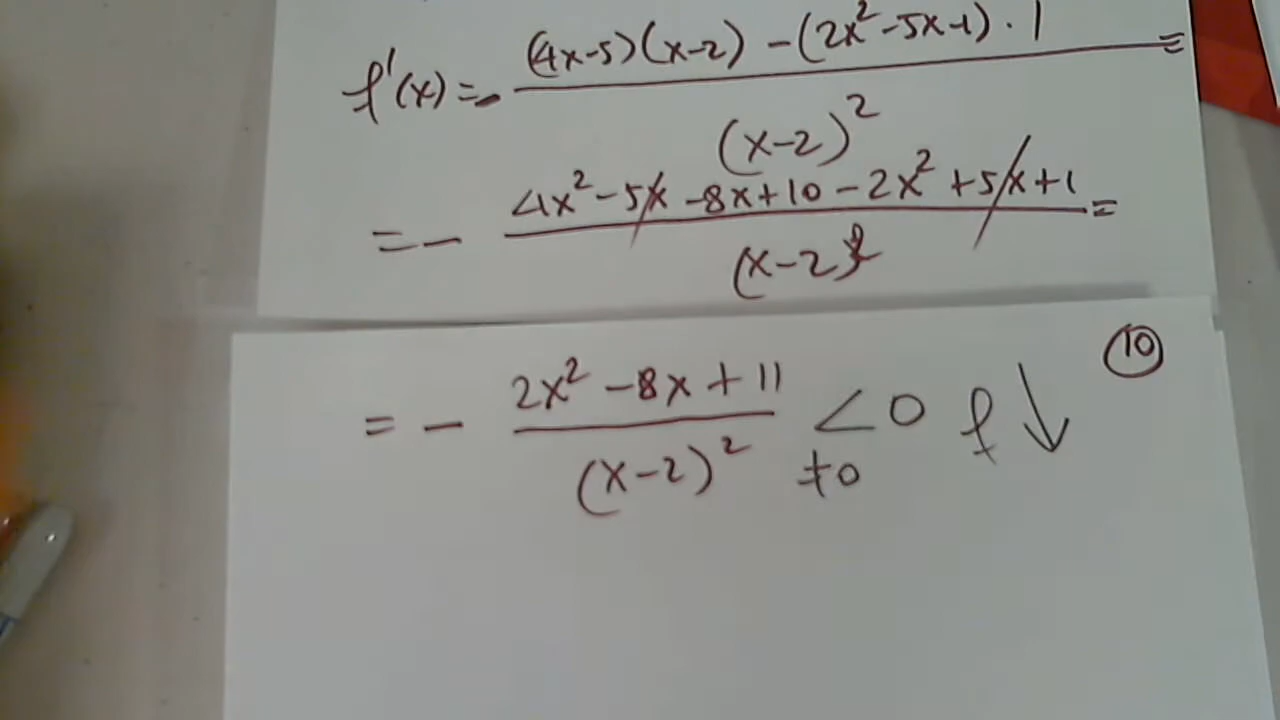 f'(x) = - (4x-5)(x-2) - (2x²-5x-1) · 1 / (x-2)² =
= - 4x² - 5x - 8x + 10 - 2x² + 5x + 1 / (x-2)² =
10
= - 2x² - 8x + 11 / (x-2)² < 0 f ↓
≠0